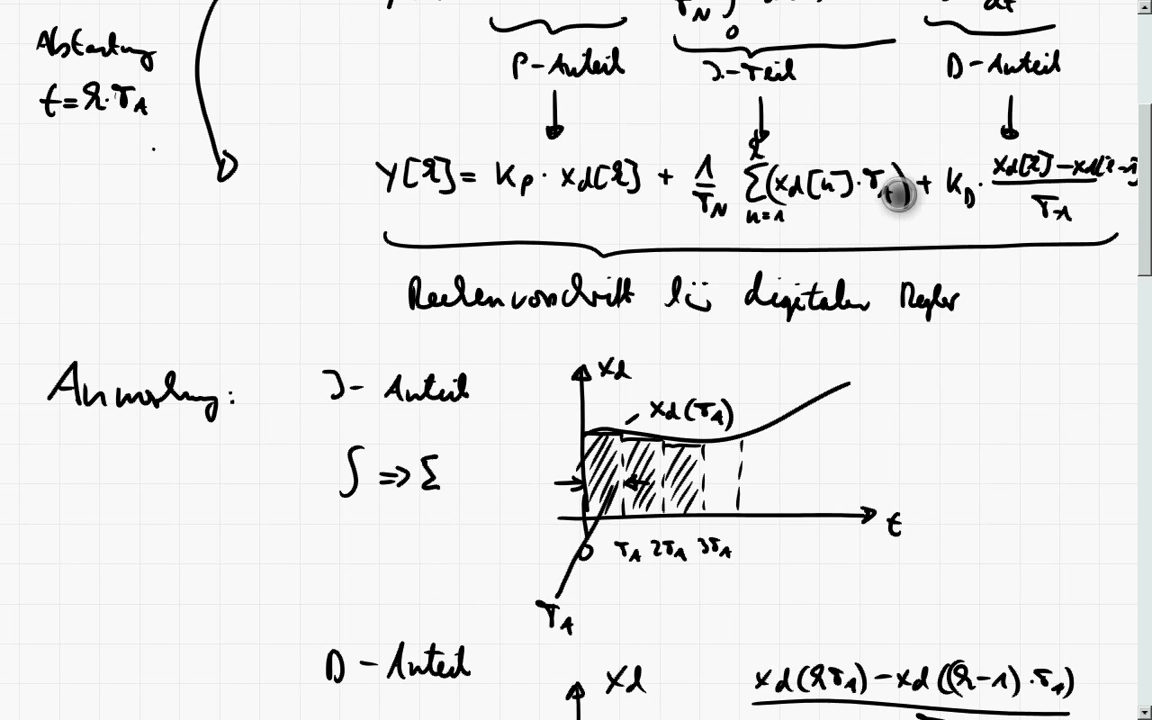 Abtastung
t = k·T_A
P-Anteil
I-Teil
D-Anteil
Y[k] = K_P · x_d[k] + 1/T_N Σ_{n=1}^{k} (x_d[n]·T_A) + K_D · (x_d[k] - x_d[k-1])/T_A
Rechenvorschrift für digitalen Regler
Anmerkung:
I-Anteil
∫ ⇒ Σ
x_d
x_d(T_A)
t
0 T_A 2T_A 3T_A
T_A
D-Anteil
x_d
x_d(kT_A) - x_d((k-1)·T_A)